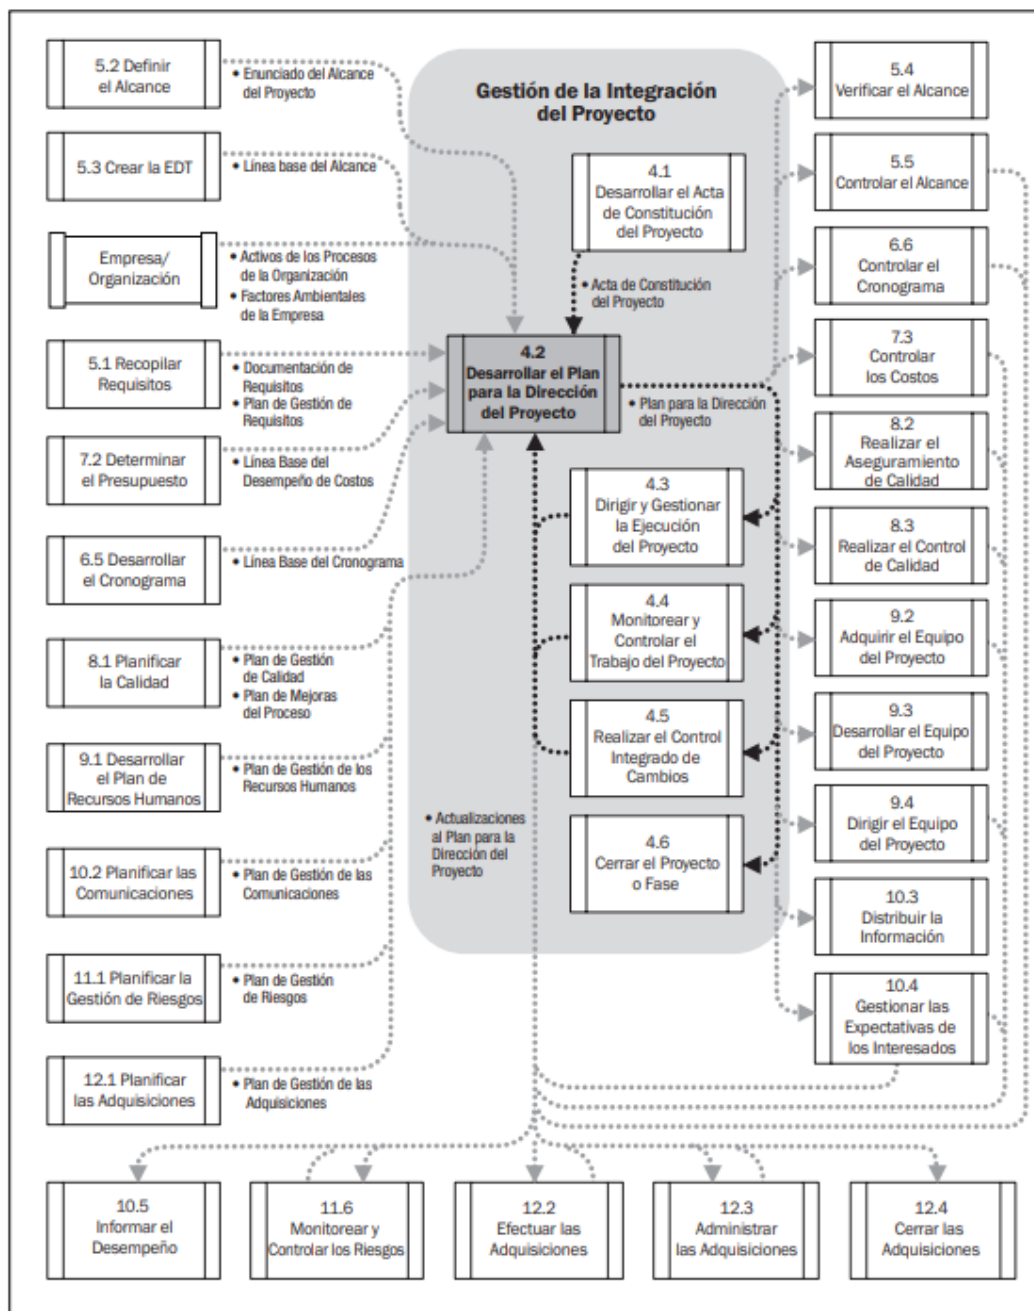 5.2 Definir
el Alcance
• Enunciado del Alcance
del Proyecto
5.3 Crear la EDT
• Línea base del Alcance
Empresa/
Organización
• Activos de los Procesos
de la Organización
• Factores Ambientales
de la Empresa
5.1 Recopilar
Requisitos
• Documentación de
Requisitos
• Plan de Gestión de
Requisitos
7.2 Determinar
el Presupuesto
• Línea Base del
Desempeño de Costos
6.5 Desarrollar
el Cronograma
• Línea Base del Cronograma
8.1 Planificar
la Calidad
• Plan de Gestión
de Calidad
• Plan de Mejoras
del Proceso
9.1 Desarrollar
el Plan de
Recursos Humanos
• Plan de Gestión de los
Recursos Humanos
10.2 Planificar las
Comunicaciones
• Plan de Gestión de las
Comunicaciones
11.1 Planificar la
Gestión de Riesgos
• Plan de Gestión
de Riesgos
12.1 Planificar
las Adquisiciones
• Plan de Gestión de las
Adquisiciones
Gestión de la Integración
del Proyecto
4.1
Desarrollar el Acta
de Constitución
del Proyecto
• Acta de Constitución
del Proyecto
4.2
Desarrollar el Plan
para la Dirección
del Proyecto
• Plan para la Dirección
del Proyecto
4.3
Dirigir y Gestionar
la Ejecución
del Proyecto
4.4
Monitorear y
Controlar el
Trabajo del Proyecto
4.5
Realizar el Control
Integrado de
Cambios
• Actualizaciones
al Plan para la
Dirección del
Proyecto
4.6
Cerrar el Proyecto
o Fase
5.4
Verificar el Alcance
5.5
Controlar el Alcance
6.6
Controlar el
Cronograma
7.3
Controlar
los Costos
8.2
Realizar el
Aseguramiento
de Calidad
8.3
Realizar el Control
de Calidad
9.2
Adquirir el Equipo
del Proyecto
9.3
Desarrollar el Equipo
del Proyecto
9.4
Dirigir el Equipo
del Proyecto
10.3
Distribuir la
Información
10.4
Gestionar las
Expectativas de
los Interesados
10.5
Informar el
Desempeño
11.6
Monitorear y
Controlar los Riesgos
12.2
Efectuar las
Adquisiciones
12.3
Administrar
las Adquisiciones
12.4
Cerrar las
Adquisiciones